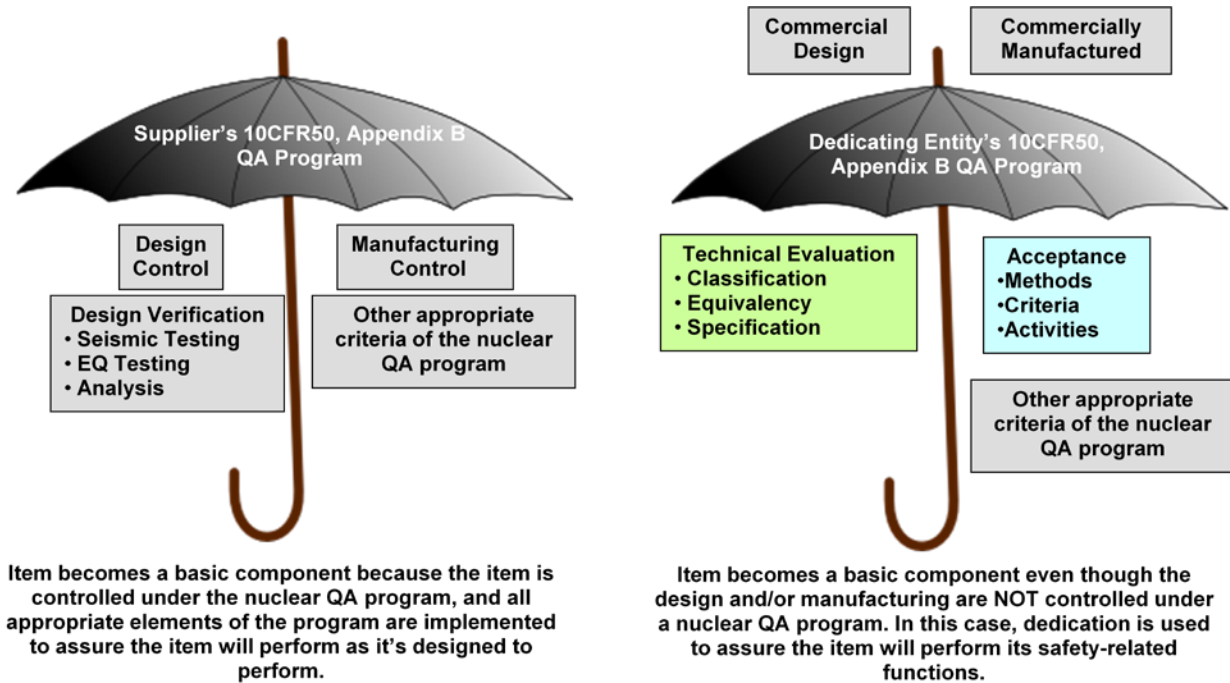 Supplier's 10CFR50, Appendix B
QA Program
Design
Control
Manufacturing
Control
Design Verification
• Seismic Testing
• EQ Testing
• Analysis
Other appropriate
criteria of the nuclear
QA program
Item becomes a basic component because the item is
controlled under the nuclear QA program, and all
appropriate elements of the program are implemented
to assure the item will perform as it's designed to
perform.
Commercial
Design
Commercially
Manufactured
Dedicating Entity's 10CFR50,
Appendix B QA Program
Technical Evaluation
• Classification
• Equivalency
• Specification
Acceptance
•Methods
•Criteria
•Activities
Other appropriate
criteria of the nuclear
QA program
Item becomes a basic component even though the
design and/or manufacturing are NOT controlled under
a nuclear QA program. In this case, dedication is used
to assure the item will perform its safety-related
functions.